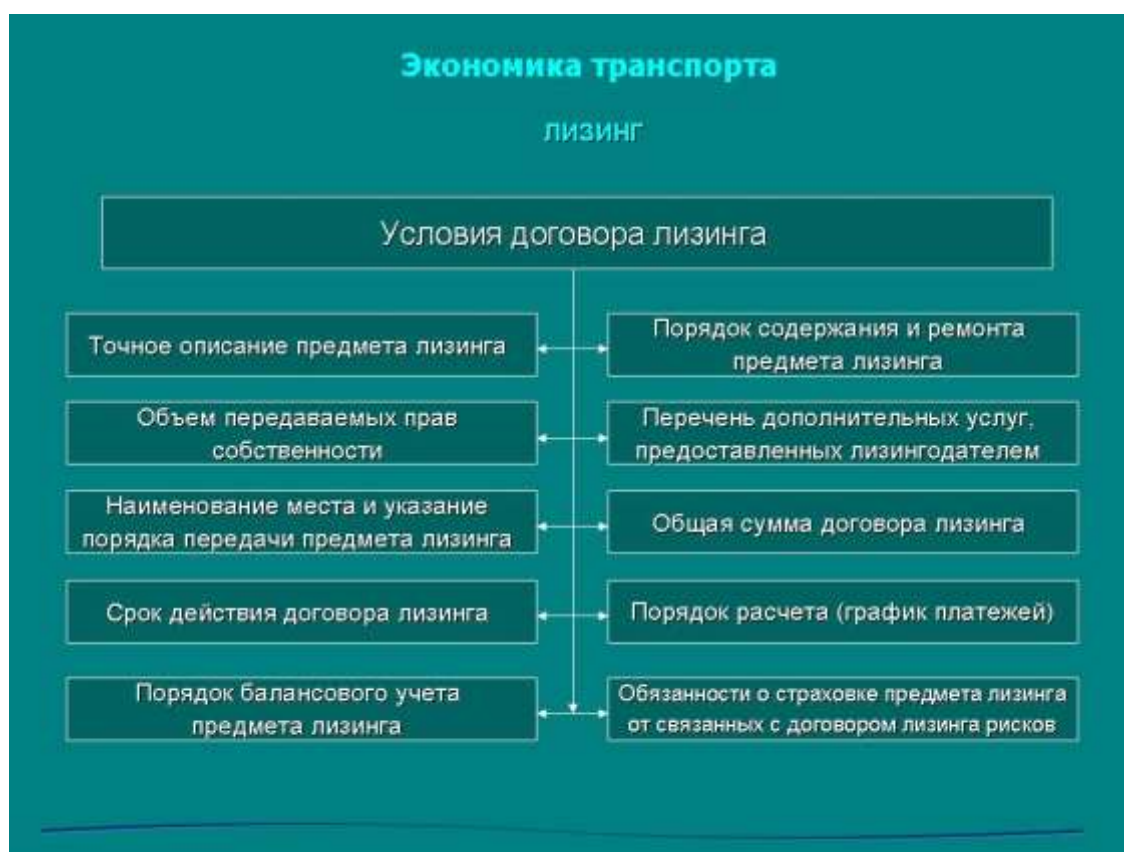 Экономика транспорта
ЛИЗИНГ
Условия договора лизинга
Точное описание предмета лизинга
Порядок содержания и ремонта
предмета лизинга
Объем передаваемых прав
собственности
Перечень дополнительных услуг,
предоставленных лизингодателем
Наименование места и указание
порядка передачи предмета лизинга
Общая сумма договора лизинга
Срок действия договора лизинга
Порядок расчета (график платежей)
Порядок балансового учета
предмета лизинга
Обязанности о страховке предмета лизинга
от связанных с договором лизинга рисков